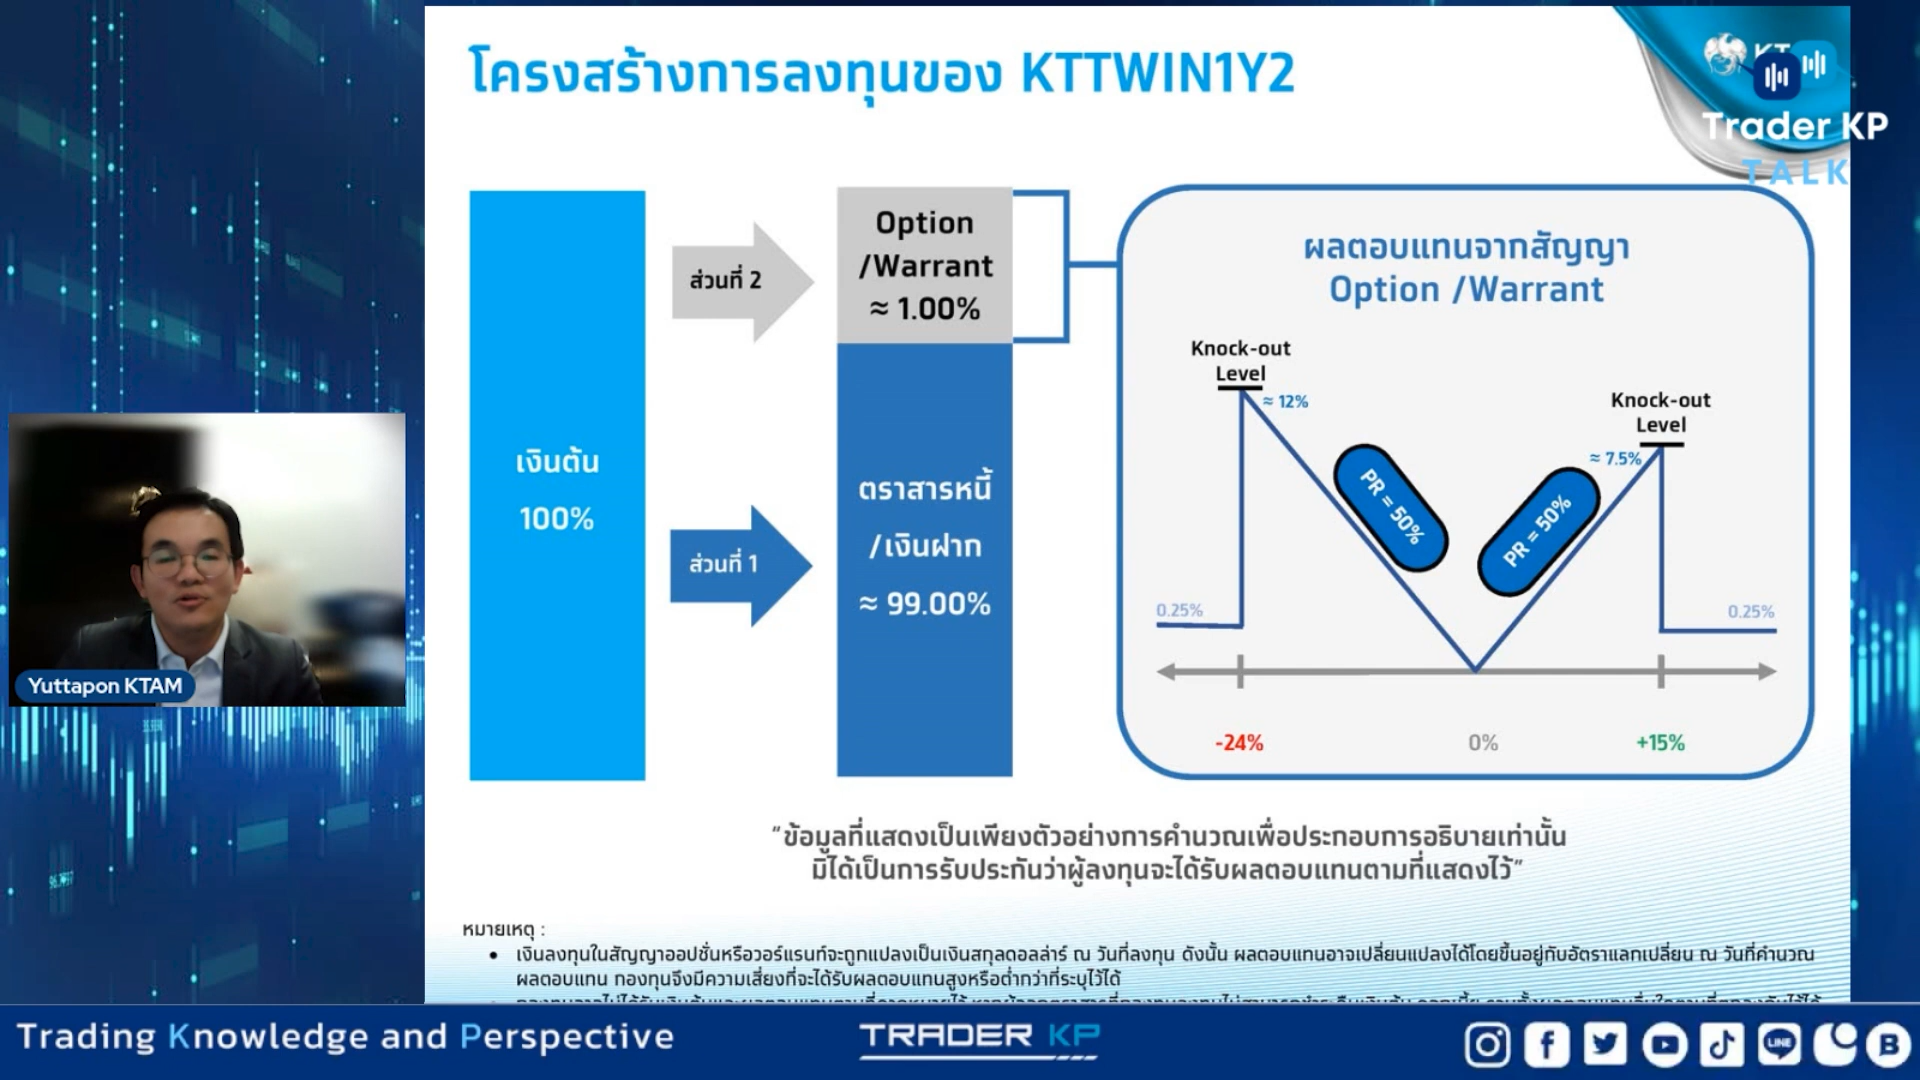 โครงสร้างการลงทุนของ KTTWIN1Y2
Trader KP
TALK
เงินต้น
100%
ส่วนที่ 2
ส่วนที่ 1
Option
/Warrant
≈ 1.00%
ตราสารหนี้
/เงินฝาก
≈ 99.00%
ผลตอบแทนจากสัญญา
Option /Warrant
Knock-out
Level
≈ 12%
Knock-out
Level
≈ 7.5%
PR = 50%
PR = 50%
0.25%
0.25%
-24%
0%
+15%
Yuttapon KTAM
“ข้อมูลที่แสดงเป็นเพียงตัวอย่างการคำนวณเพื่อประกอบการอธิบายเท่านั้น
มิได้เป็นการรับประกันว่าผู้ลงทุนจะได้รับผลตอบแทนตามที่แสดงไว้”
หมายเหตุ :
• เงินลงทุนในสัญญาออปชั่นหรือวอร์แรนท์จะถูกแปลงเป็นเงินสกุลดอลล่าร์ ณ วันที่ลงทุน ดังนั้น ผลตอบแทนอาจเปลี่ยนแปลงได้โดยขึ้นอยู่กับอัตราแลกเปลี่ยน ณ วันที่คำนวณ
ผลตอบแทน กองทุนจึงมีความเสี่ยงที่จะได้รับผลตอบแทนสูงหรือต่ำกว่าที่ระบุไว้ได้
Trading Knowledge and Perspective
TRADER KP
LINE
B